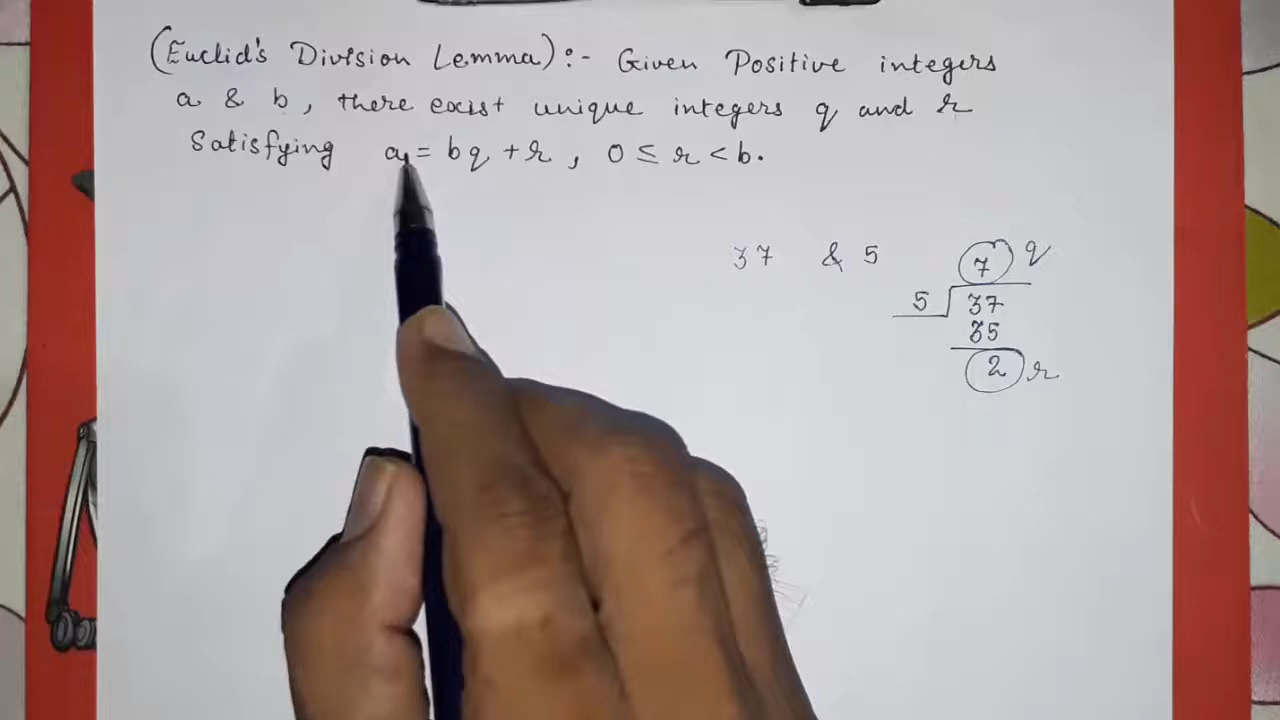 (Euclid's Division Lemma) :- Given Positive integers
a & b, there exist unique integers q and r
Satisfying a = bq + r, 0 ≤ r < b.
37 & 5
7 q
5 37
35
2 r